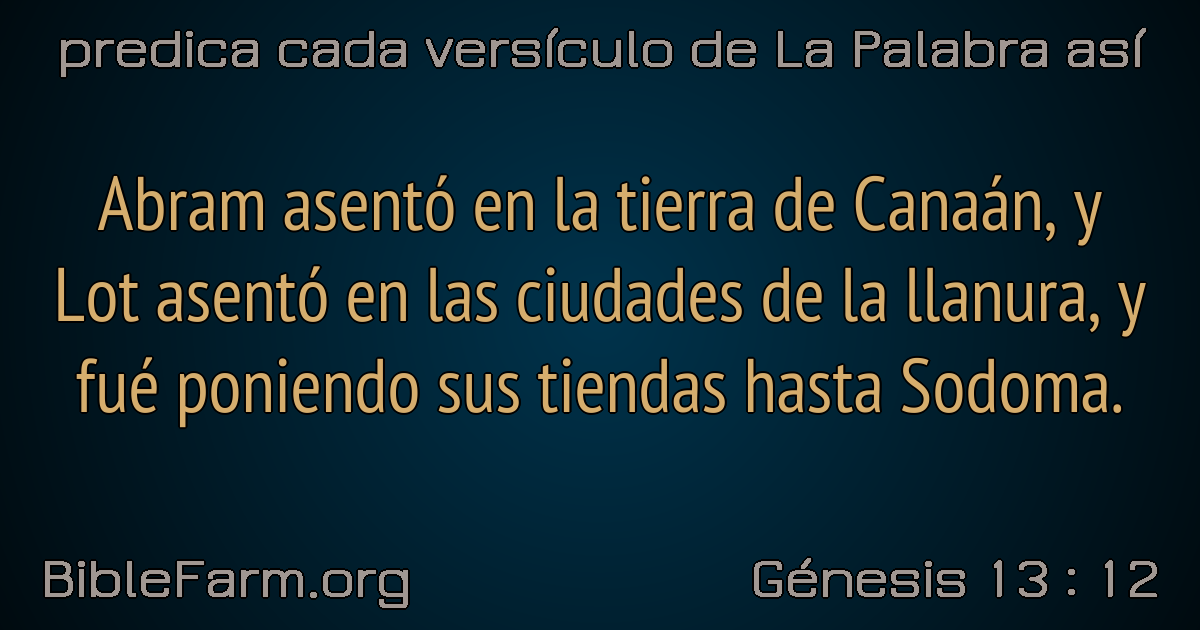 predica cada versículo de La Palabra así
Abram asentó en la tierra de Canaán, y
Lot asentó en las ciudades de la llanura, y
fué poniendo sus tiendas hasta Sodoma.
BibleFarm.org
Génesis 13 : 12